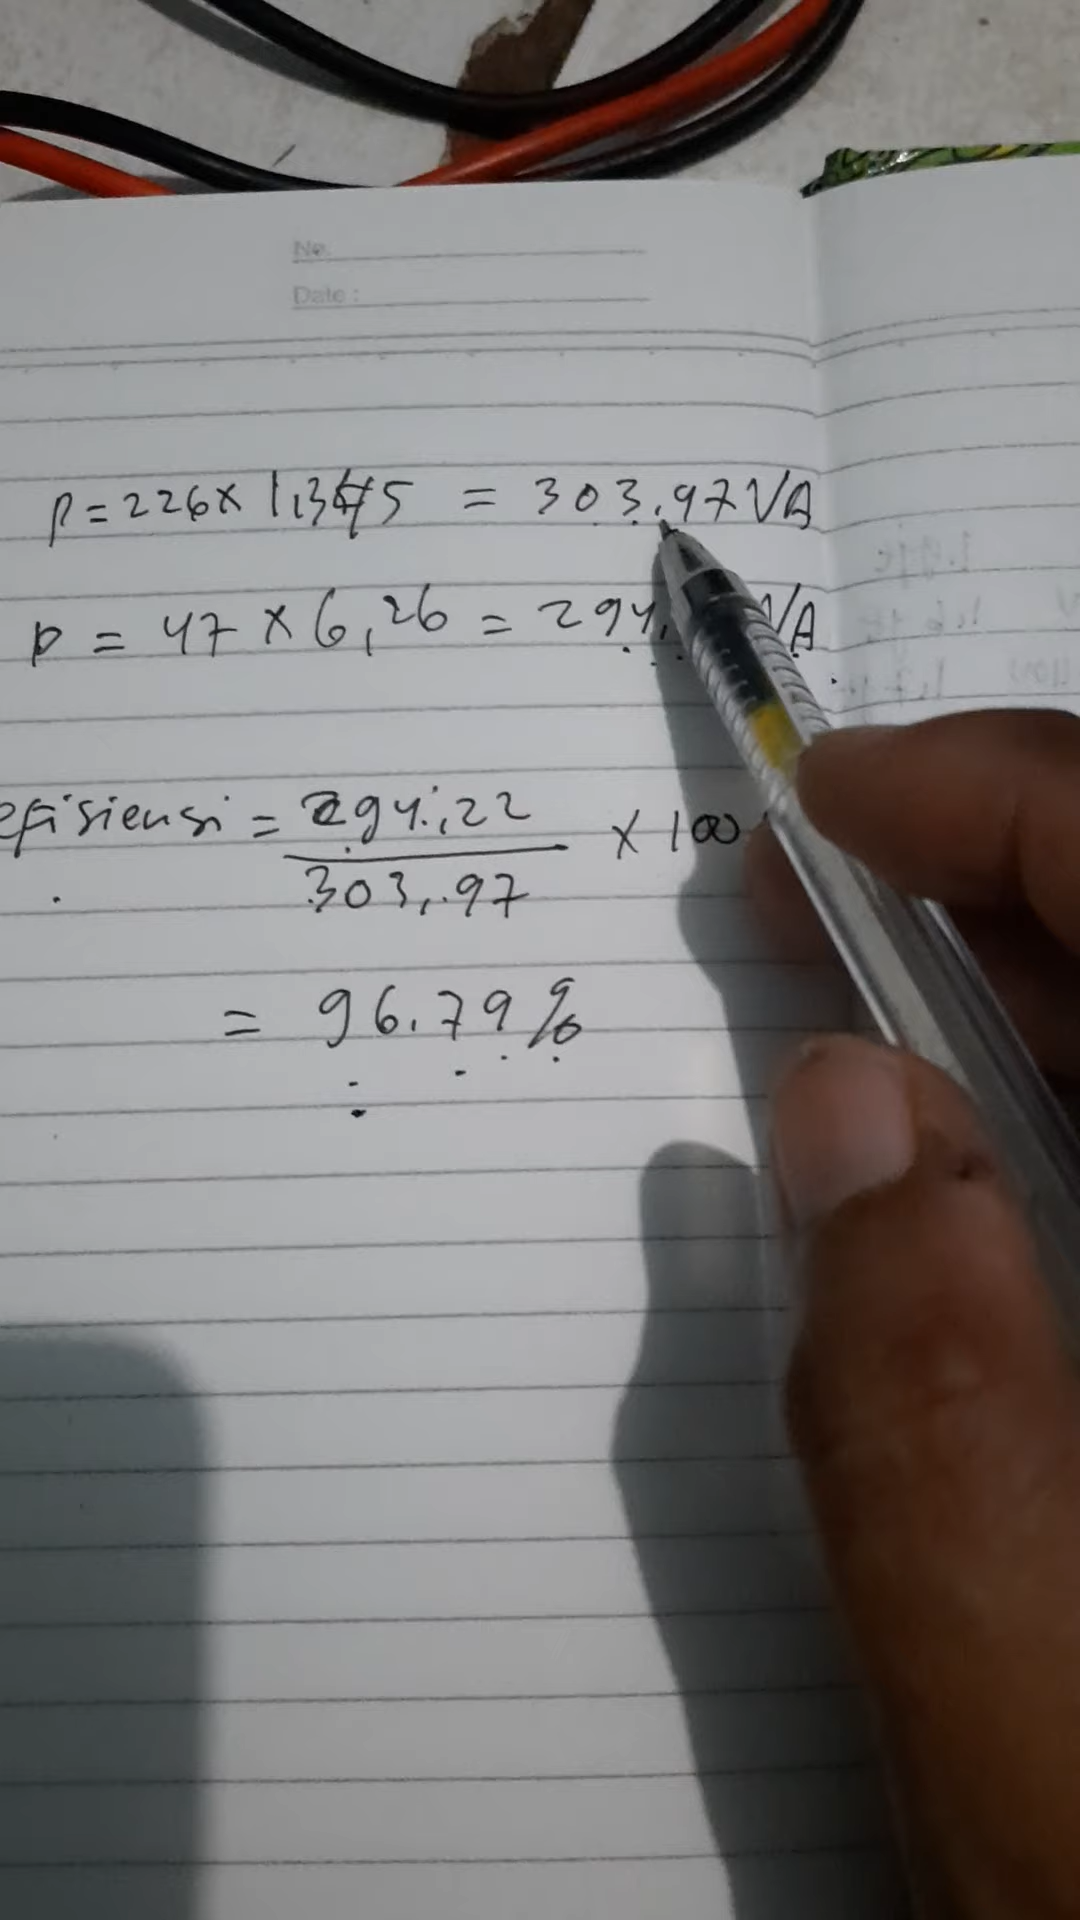 No.
Date :
P = 226 x 1,345 = 303,97 VA
P = 47 x 6,26 = 294, VA
efisiensi = 294,22
303,97
x 100
= 96.79%